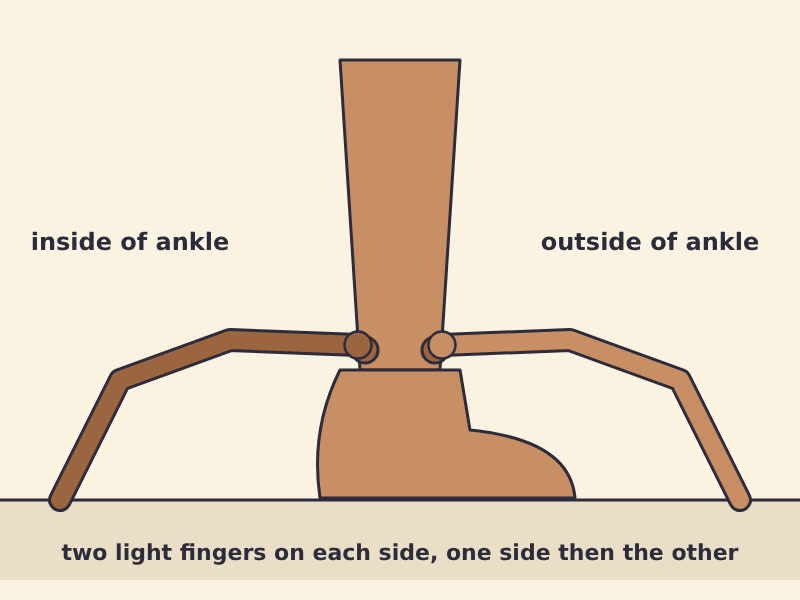 inside of ankle
outside of ankle
two light fingers on each side, one side then the other